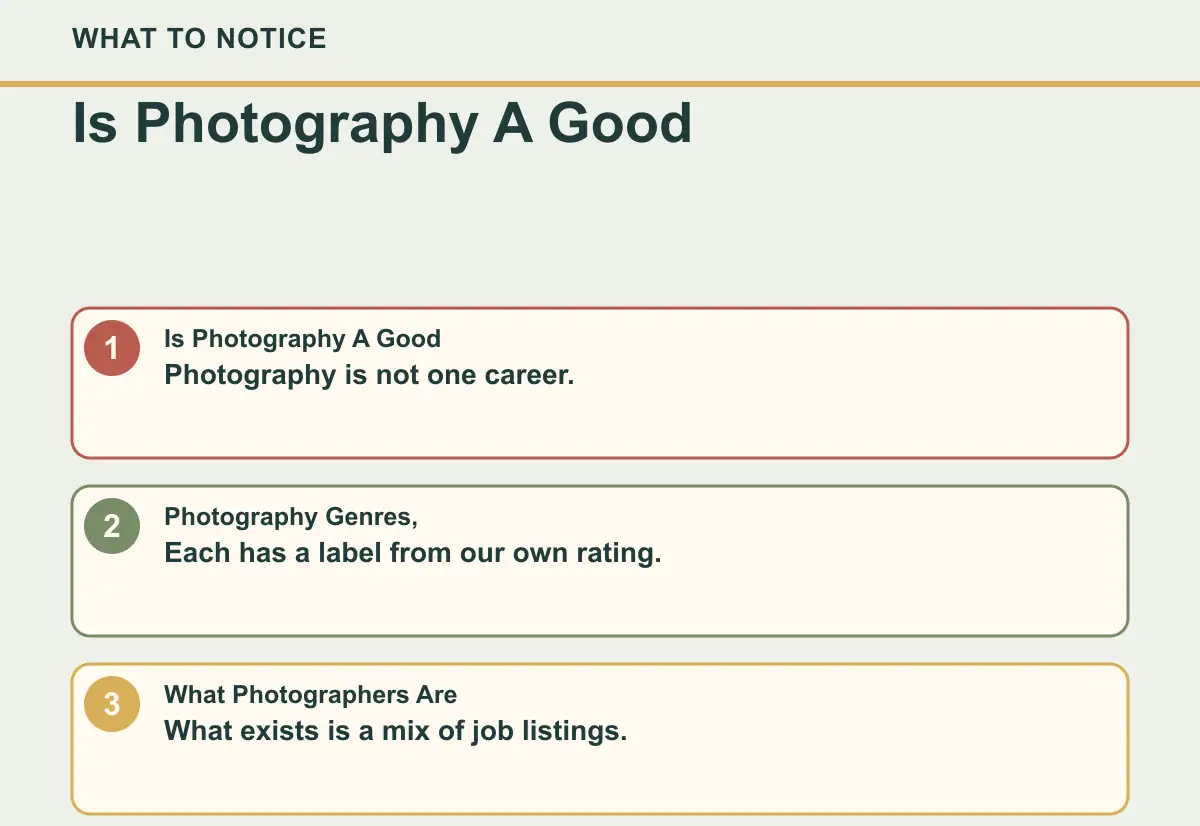 WHAT TO NOTICE
Is Photography A Good
1
Is Photography A Good
Photography is not one career.
2
Photography Genres,
Each has a label from our own rating.
3
What Photographers Are
What exists is a mix of job listings.